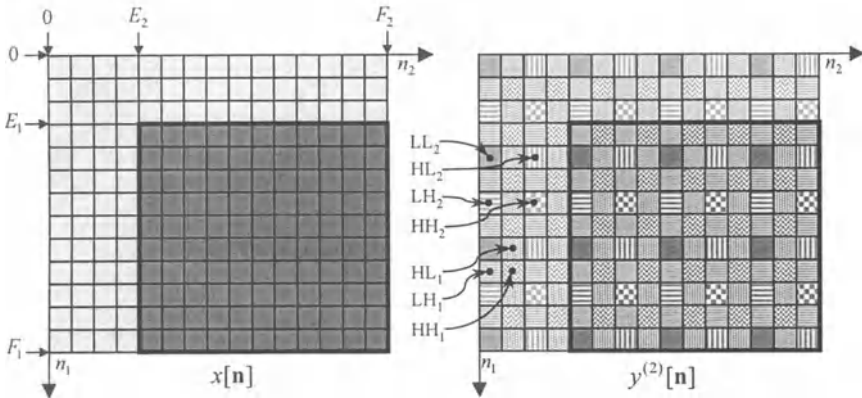 0 E₂ F₂
0 n₂
E₁
F₁
n₁ x[n]
n₂
LL₂
HL₂
LH₂
HH₂
HL₁
LH₁
HH₁
n₁ y⁽²⁾[n]